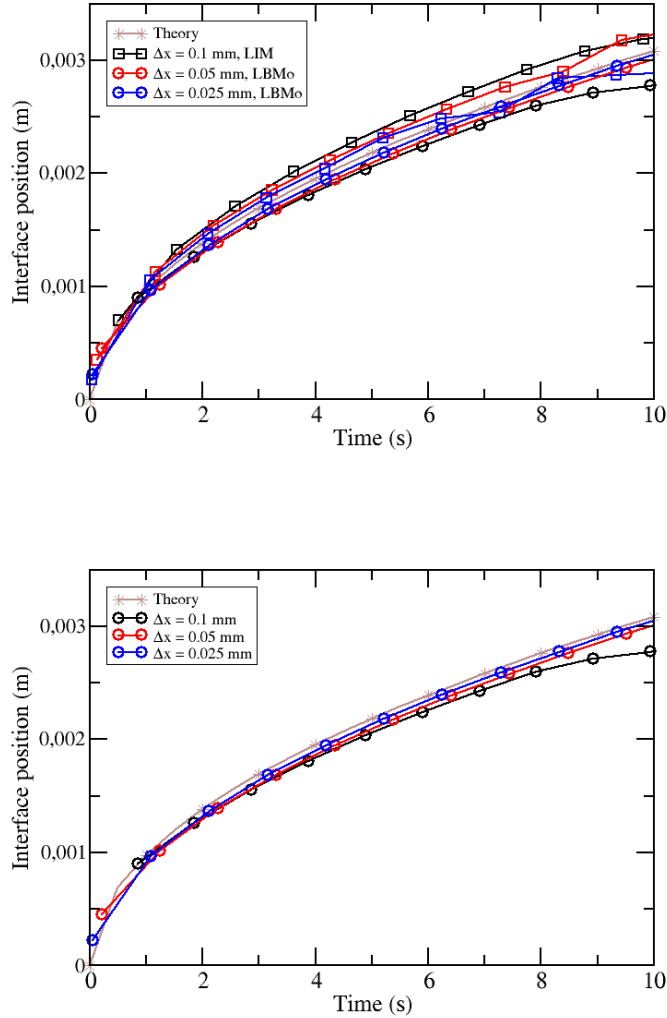 0,003
0,002
0,001
0
Interface position (m)
Theory
Δx = 0.1 mm, LIM
Δx = 0.05 mm, LBMo
Δx = 0.025 mm, LBMo
0 2 4 6 8 10
Time (s)
0,003
0,002
0,001
0
Interface position (m)
Theory
Δx = 0.1 mm
Δx = 0.05 mm
Δx = 0.025 mm
0 2 4 6 8 10
Time (s)